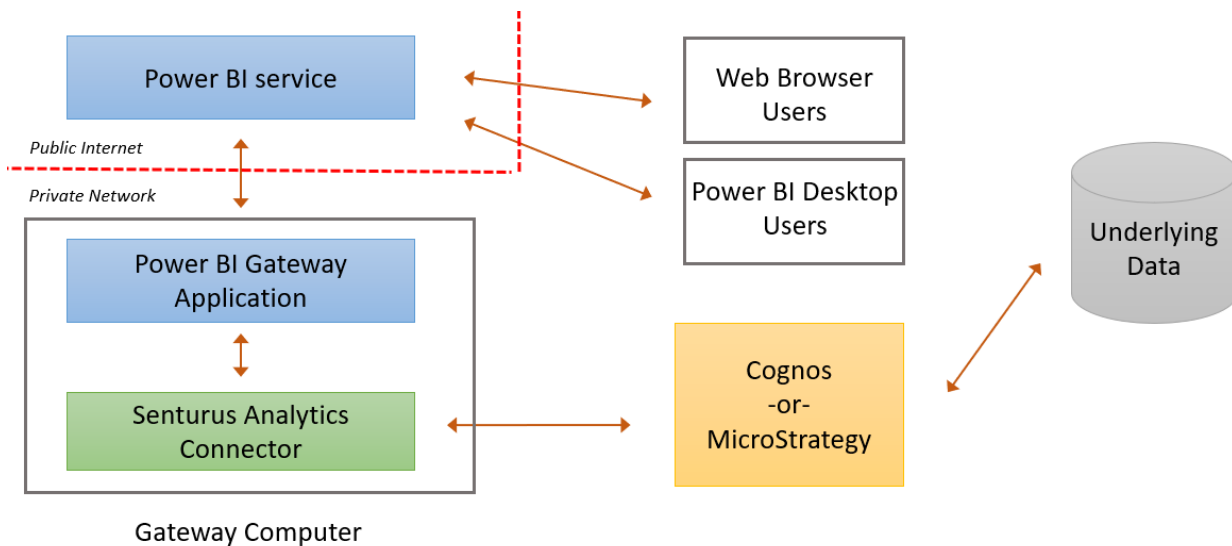 Power BI service
Public Internet
Private Network
Power BI Gateway
Application
Senturus Analytics
Connector
Gateway Computer
Web Browser
Users
Power BI Desktop
Users
Cognos
-or-
MicroStrategy
Underlying
Data